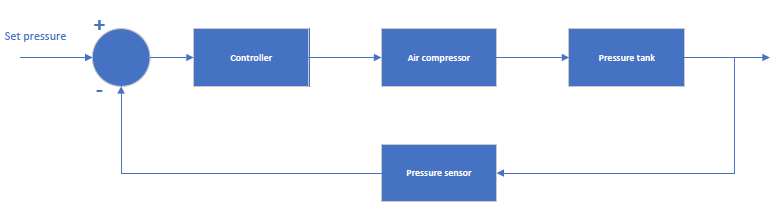 +
Set pressure
Controller
Air compressor
Pressure tank
-
Pressure sensor